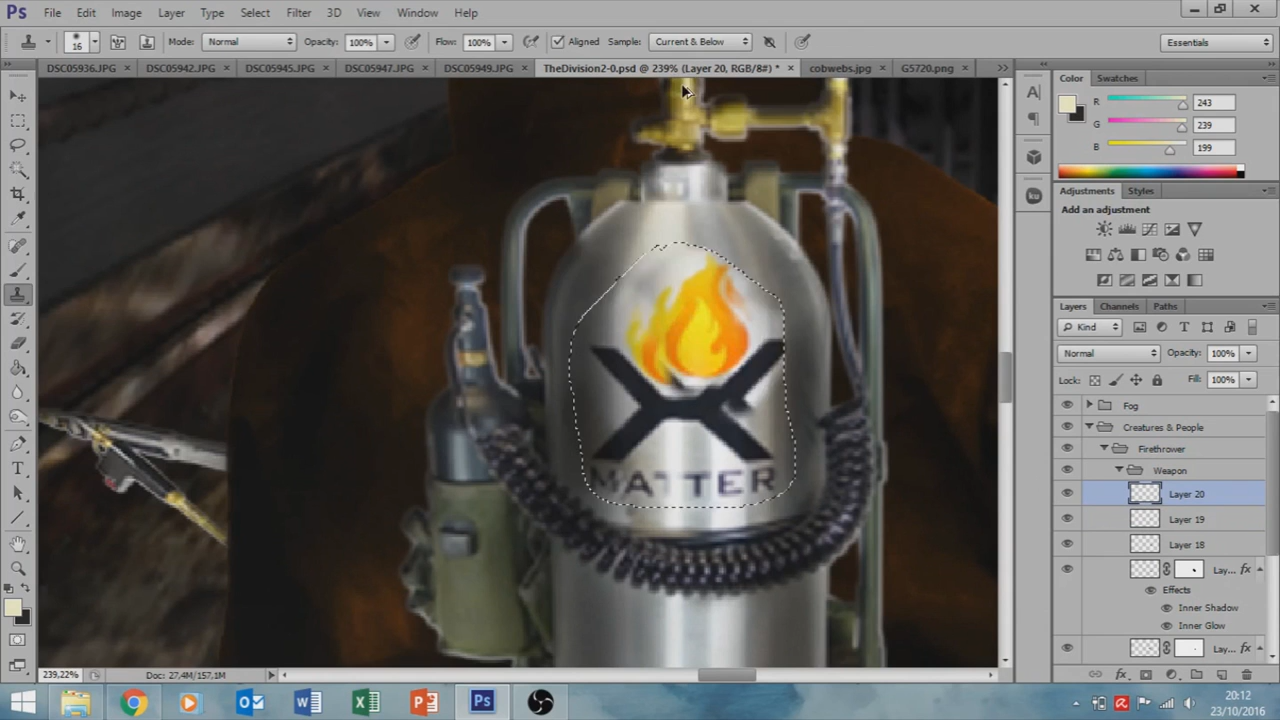 Ps File Edit Image Layer Type Select Filter 3D View Window Help
16 Mode: Normal Opacity: 100% Flow: 100% Aligned Sample: Current & Below Essentials
DSC05936.JPG × DSC05942.JPG × DSC05945.JPG × DSC05947.JPG × DSC05949.JPG × TheDivision2-0.psd @ 239% (Layer 20, RGB/8#) * × cobwebs.jpg × G5720.png ×
Color Swatches
R 243
G 239
B 199
Adjustments Styles
Add an adjustment
Layers Channels Paths
Kind
Normal Opacity: 100%
Lock: Fill: 100%
Fog
Creatures & People
Firethrower
Weapon
Layer 20
Layer 19
Layer 18
Lay... fx
Effects
Inner Shadow
Inner Glow
Lay... fx
MATTER
239,22% Doc: 27,4M/157,1M
20:12
23/10/2016